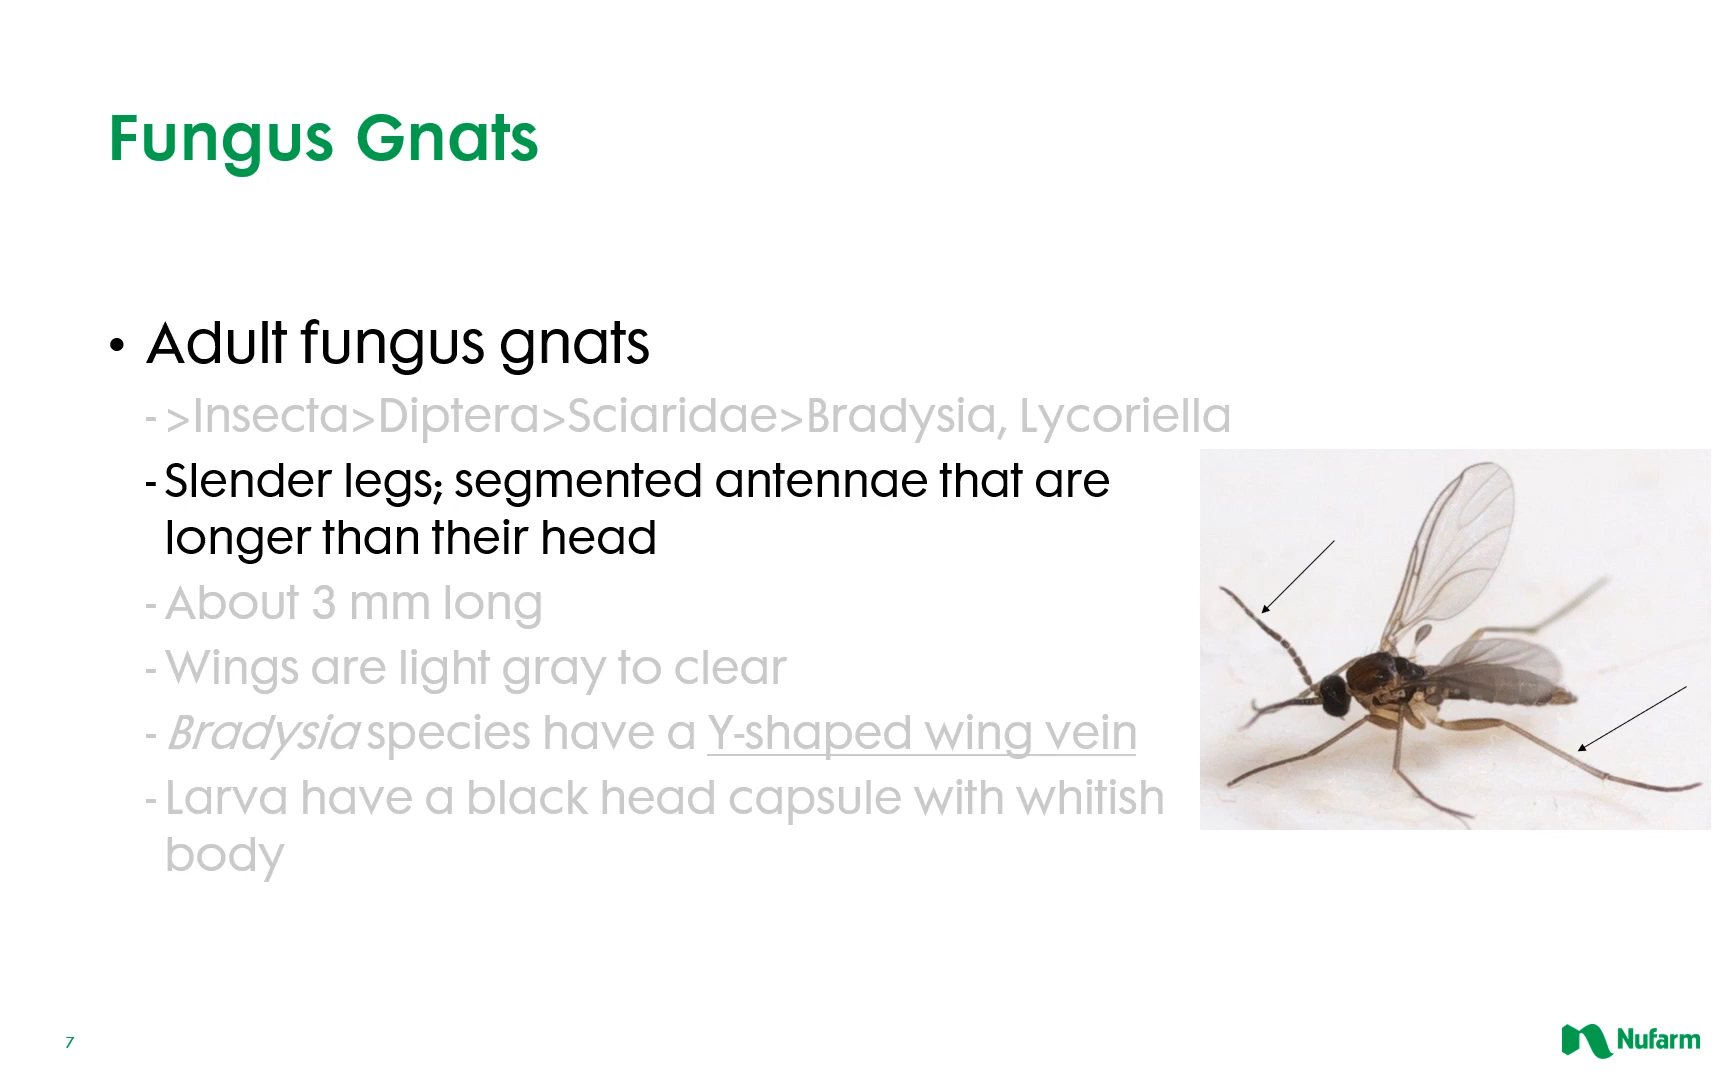 Fungus Gnats
• Adult fungus gnats
- >Insecta>Diptera>Sciaridae>Bradysia, Lycoriella
- Slender legs; segmented antennae that are
longer than their head
- About 3 mm long
- Wings are light gray to clear
- Bradysia species have a Y-shaped wing vein
- Larva have a black head capsule with whitish
body
7
Nufarm